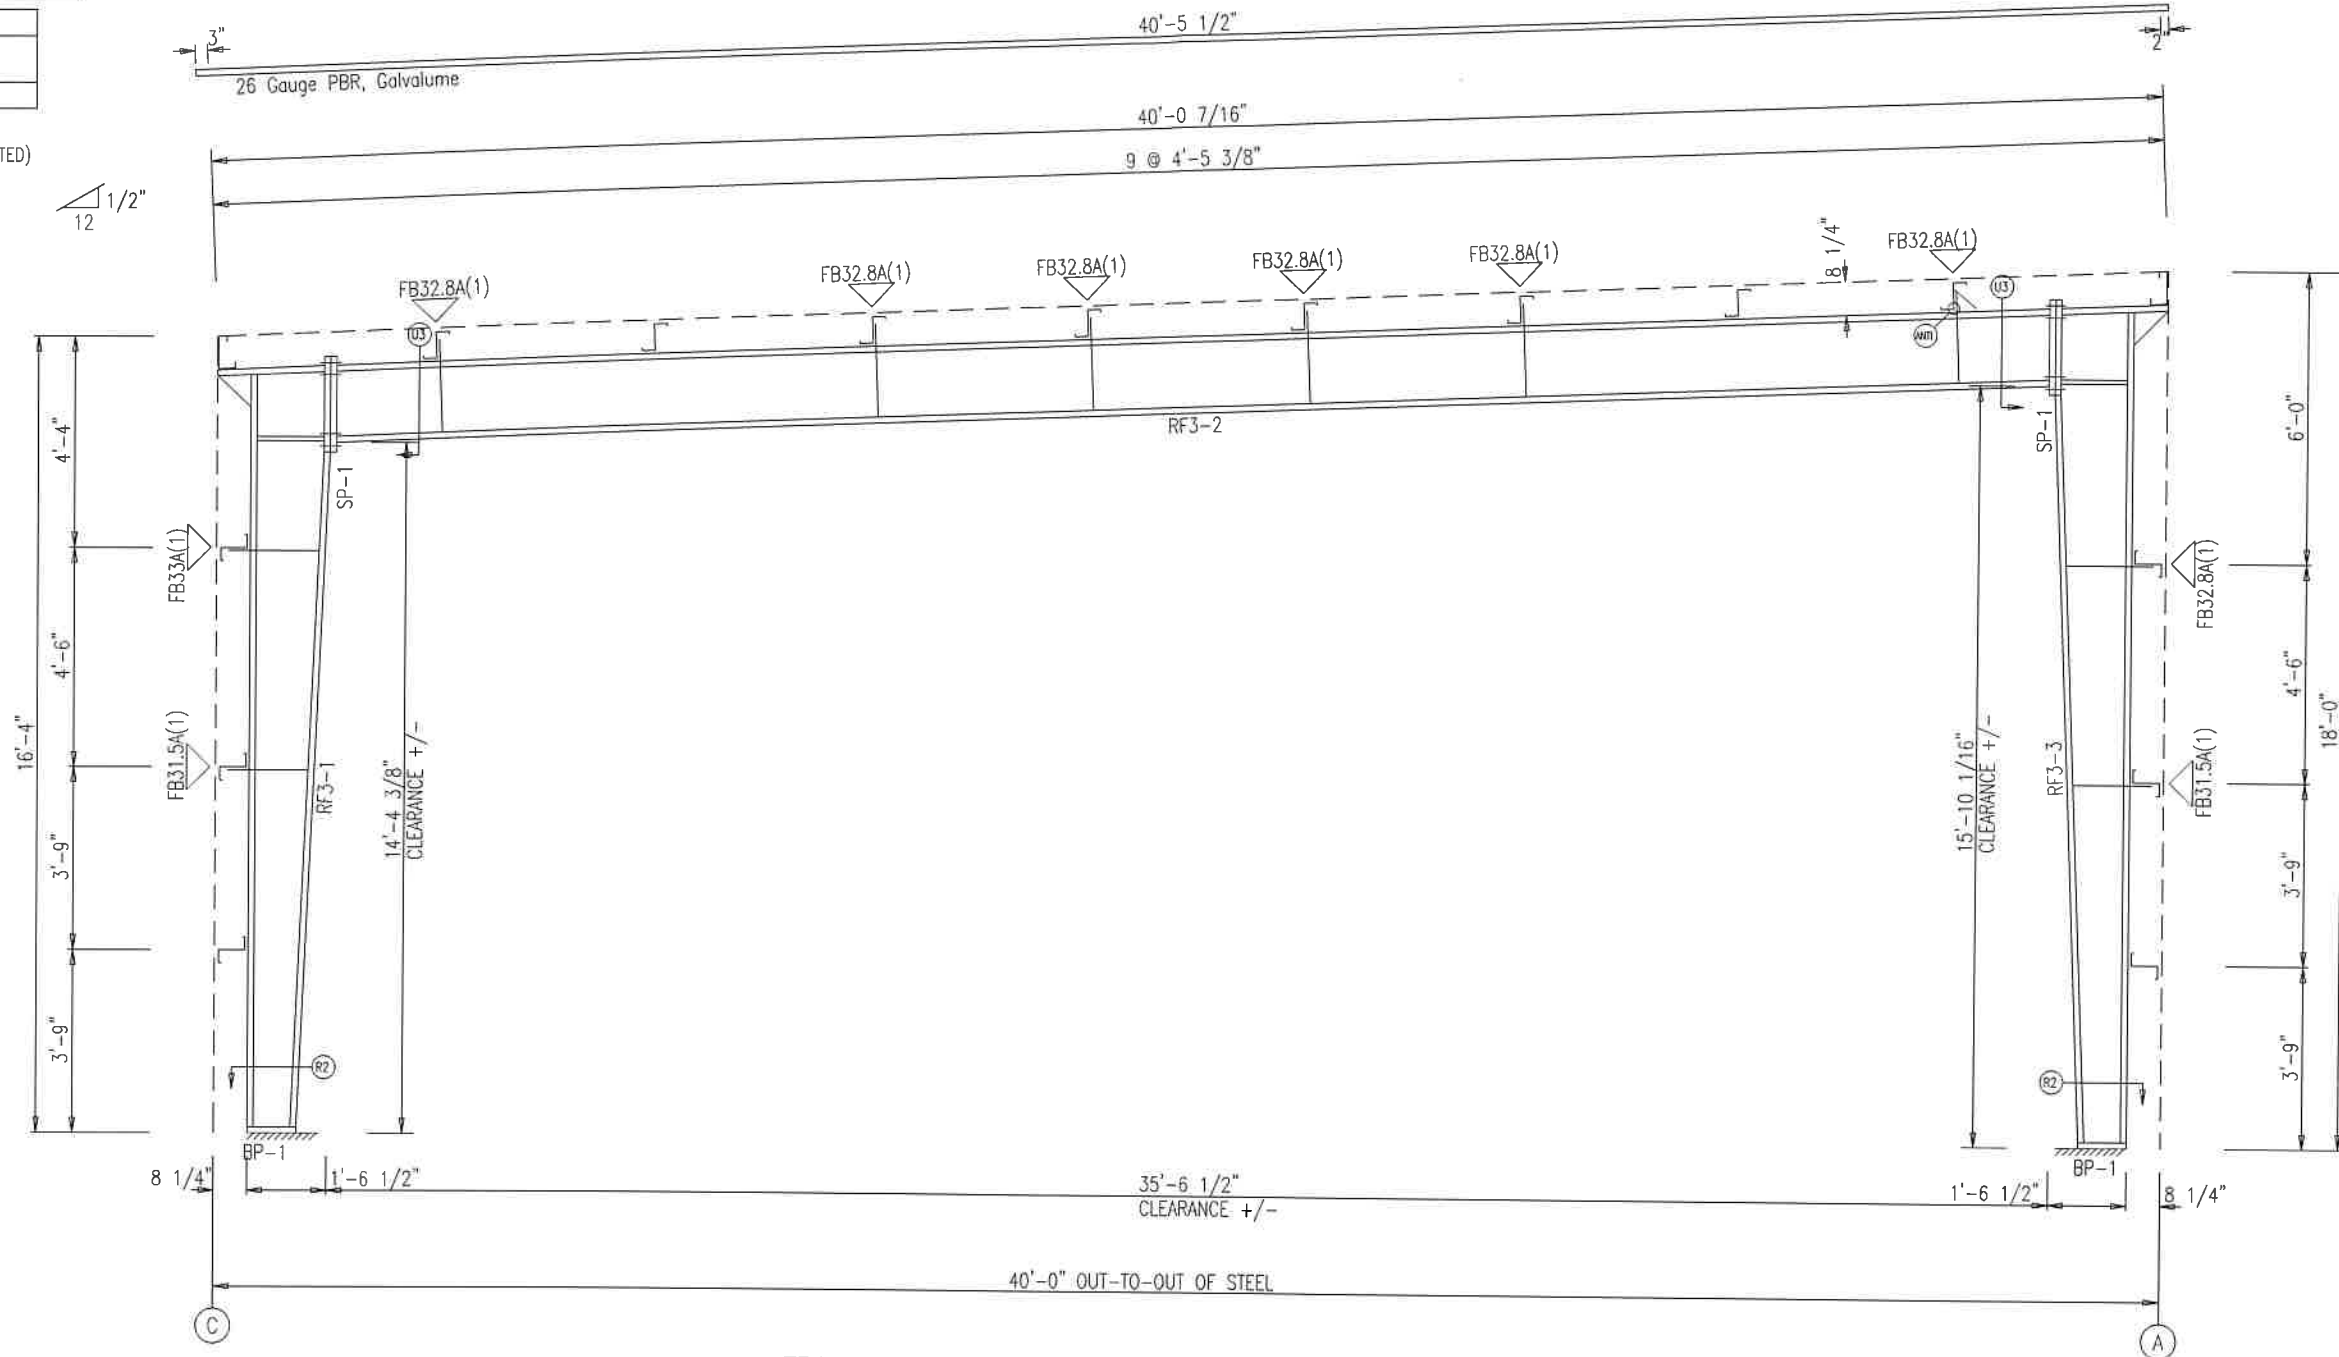 40'-5 1/2"
3"
2"
26 Gauge PBR, Galvalume
40'-0 7/16"
9 @ 4'-5 3/8"
TED)
1/2"
12
8 1/4"
FB32.8A(1)
FB32.8A(1)
FB32.8A(1)
FB32.8A(1)
FB32.8A(1)
FB32.8A(1)
U3
U3
ANTI
RF3-2
SP-1
SP-1
4'-4"
6'-0"
FB33A(1)
FB32.8A(1)
4'-6"
4'-6"
16'-4"
18'-0"
FB31.5A(1)
FB31.5A(1)
RF3-1
RF3-3
14'-4 3/8"
CLEARANCE +/-
15'-10 1/16"
CLEARANCE +/-
3'-9"
3'-9"
3'-9"
3'-9"
R2
R2
BP-1
BP-1
8 1/4"
1'-6 1/2"
35'-6 1/2"
CLEARANCE +/-
1'-6 1/2"
8 1/4"
40'-0" OUT-TO-OUT OF STEEL
C
A